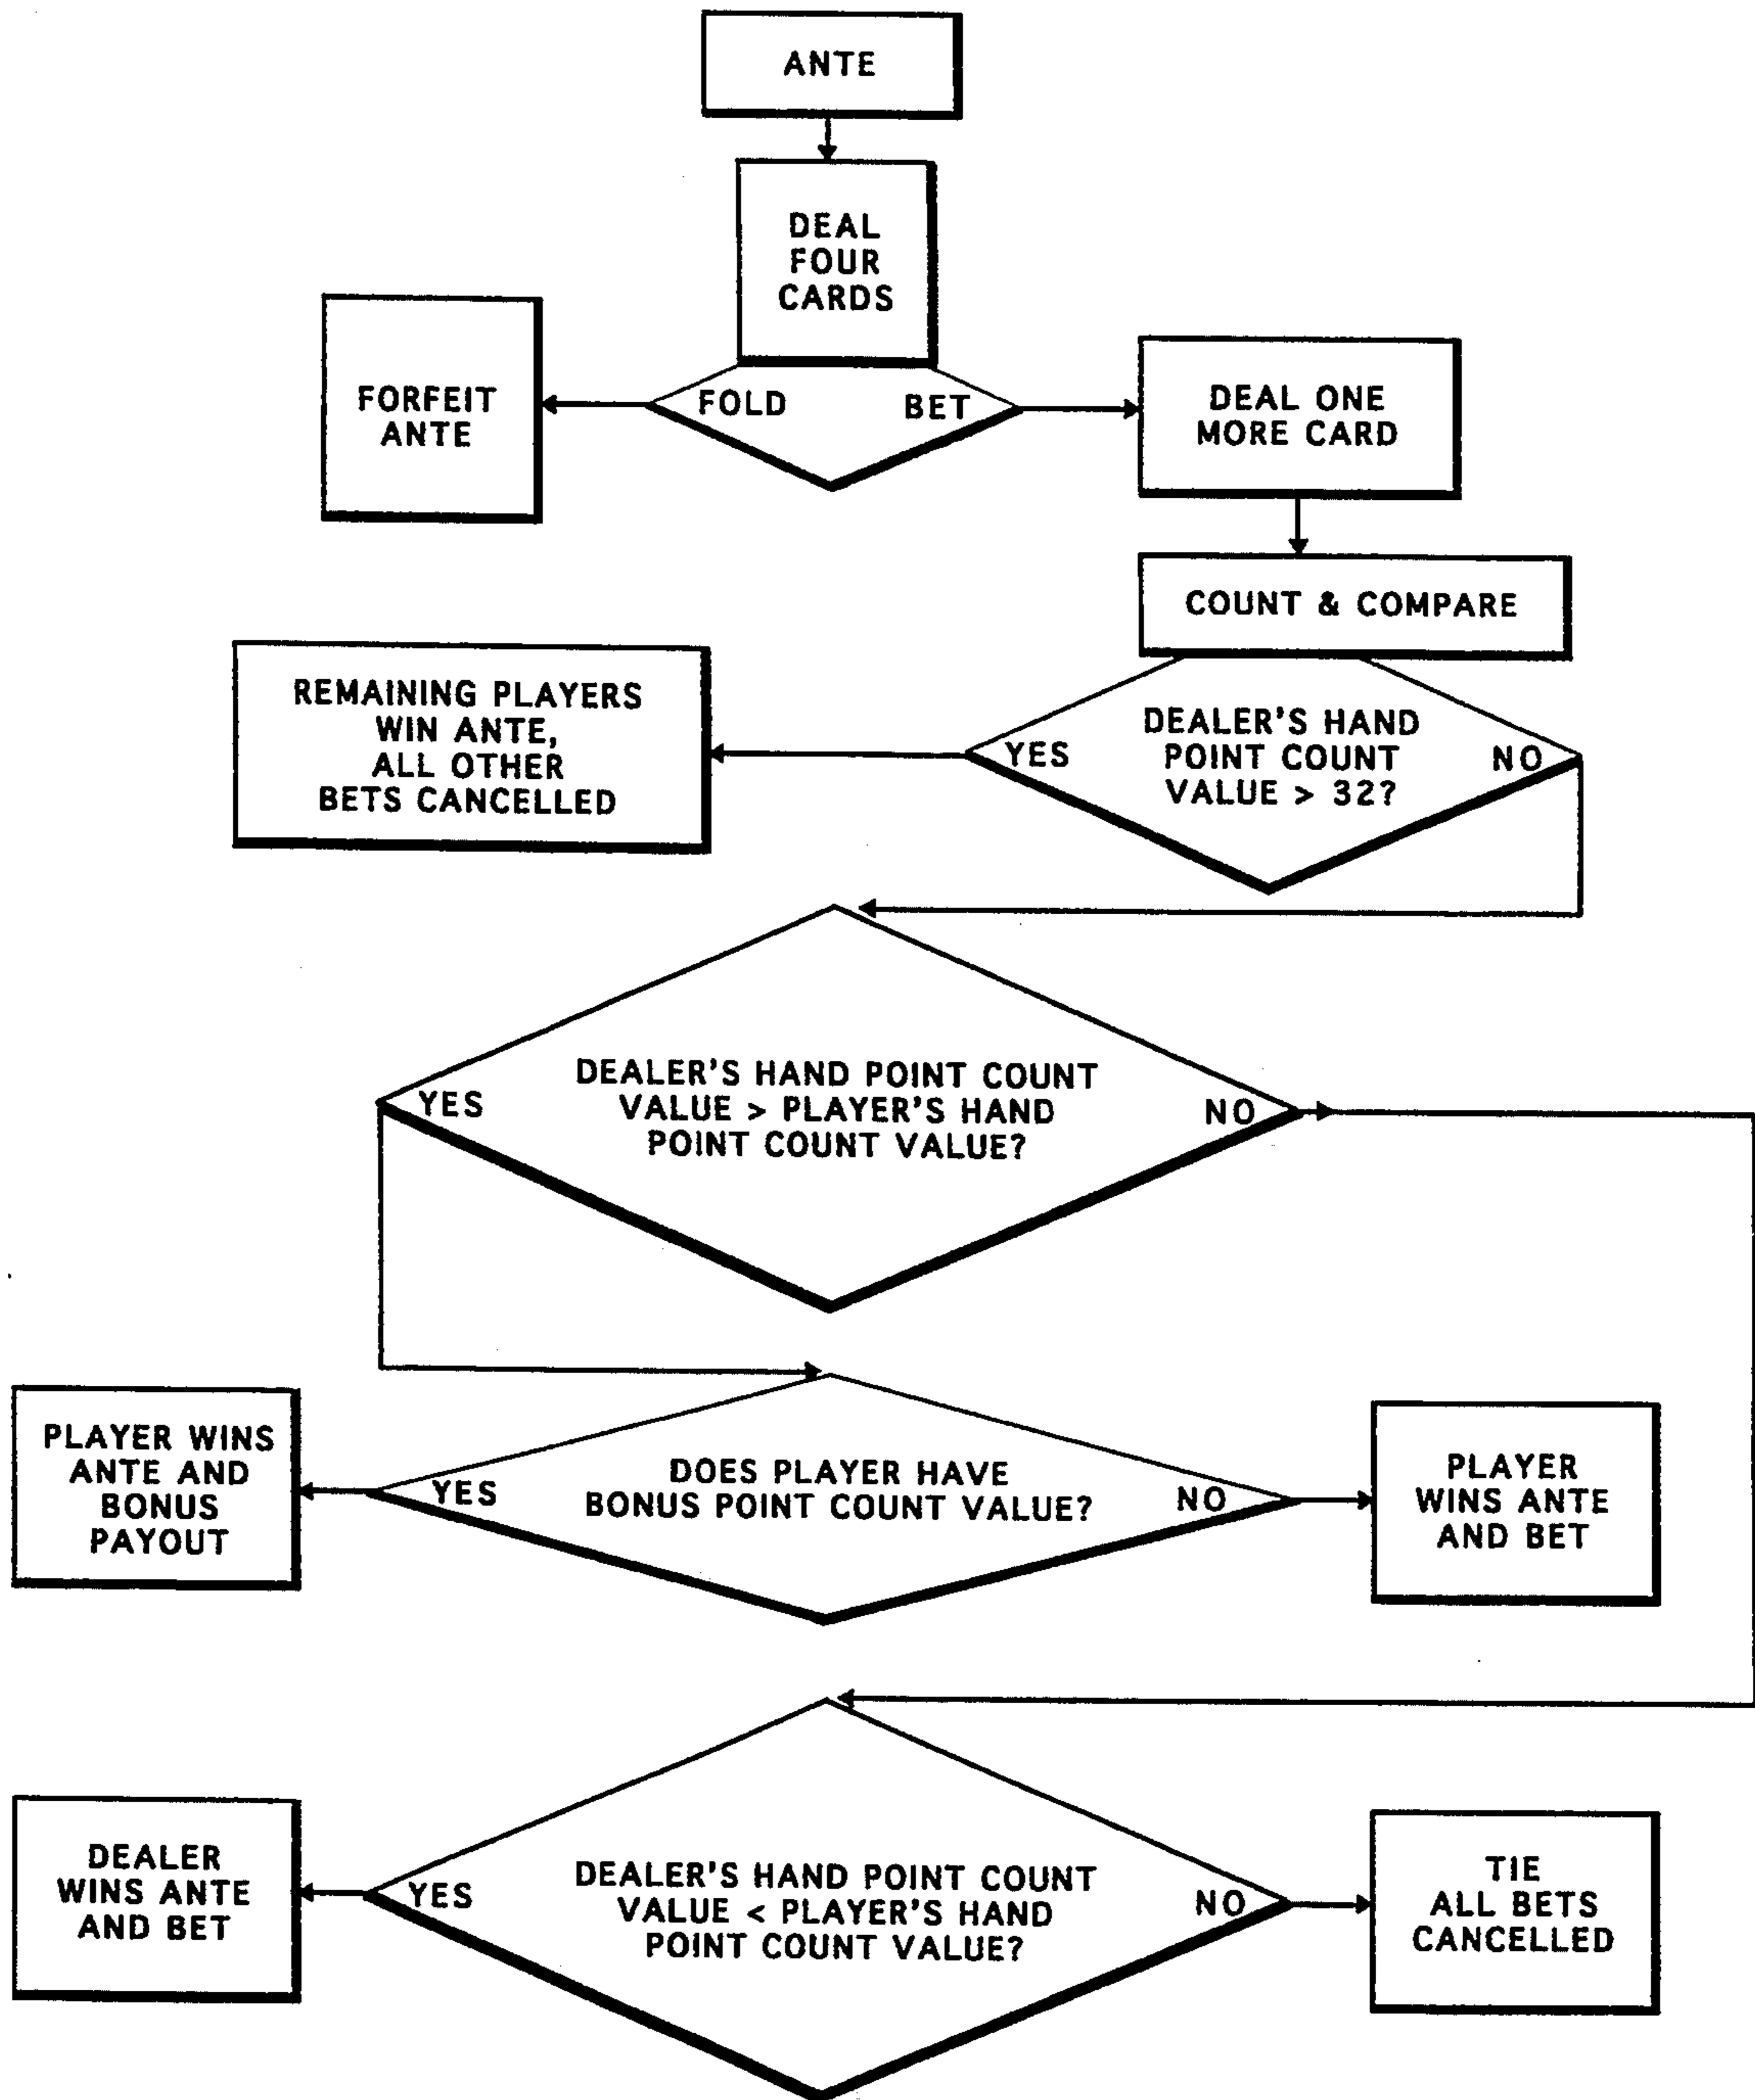 ANTE
DEAL
FOUR
CARDS
FORFEIT
ANTE
FOLD
BET
DEAL ONE
MORE CARD
COUNT & COMPARE
REMAINING PLAYERS
WIN ANTE,
ALL OTHER
BETS CANCELLED
YES
DEALER'S HAND
POINT COUNT
VALUE > 32?
NO
YES
DEALER'S HAND POINT COUNT
VALUE > PLAYER'S HAND
POINT COUNT VALUE?
NO
PLAYER WINS
ANTE AND
BONUS
PAYOUT
YES
DOES PLAYER HAVE
BONUS POINT COUNT VALUE?
NO
PLAYER
WINS ANTE
AND BET
DEALER
WINS ANTE
AND BET
YES
DEALER'S HAND POINT COUNT
VALUE < PLAYER'S HAND
POINT COUNT VALUE?
NO
TIE
ALL BETS
CANCELLED